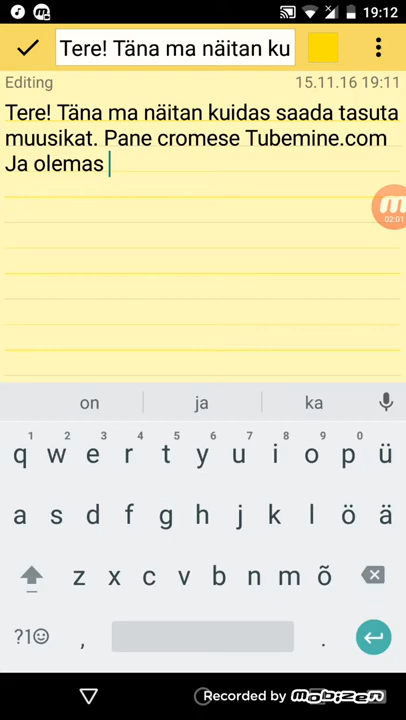 19:12
Tere! Täna ma näitan ku
Editing 15.11.16 19:11
Tere! Täna ma näitan kuidas saada tasuta
muusikat. Pane cromese Tubemine.com
Ja olemas
02:01
on ja ka
1 2 3 4 5 6 7 8 9 0
q w e r t y u i o p ü
a s d f g h j k l ö ä
z x c v b n m õ
?1☺ , .
Recorded by mobizen